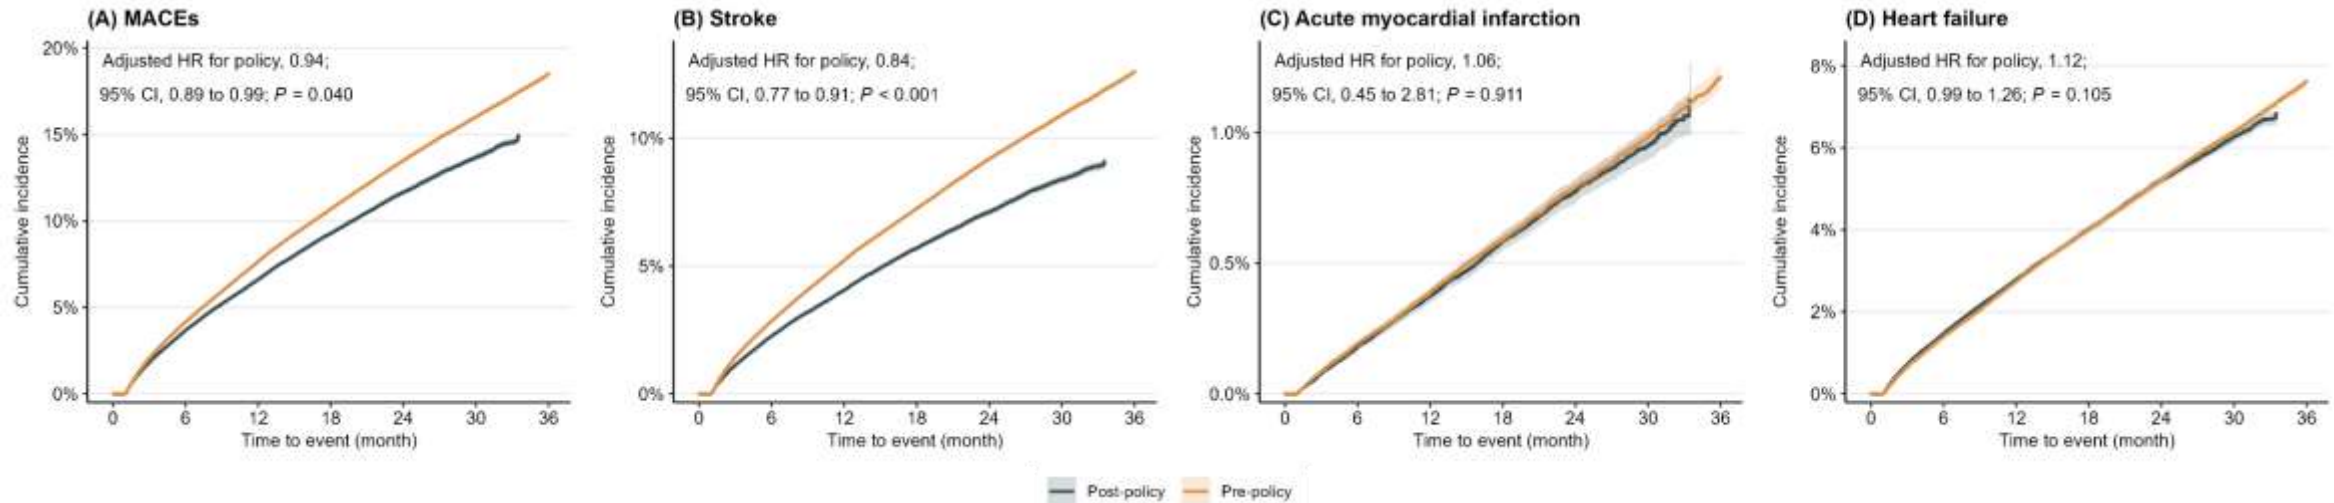 (A) MACEs
Adjusted HR for policy, 0.94;
95% CI, 0.89 to 0.99; P = 0.040
Cumulative incidence
20%
15%
10%
5%
0%
0 6 12 18 24 30 36
Time to event (month)
(B) Stroke
Adjusted HR for policy, 0.84;
95% CI, 0.77 to 0.91; P < 0.001
Cumulative incidence
10%
5%
0%
0 6 12 18 24 30 36
Time to event (month)
(C) Acute myocardial infarction
Adjusted HR for policy, 1.06;
95% CI, 0.45 to 2.81; P = 0.911
Cumulative incidence
1.0%
0.5%
0.0%
0 6 12 18 24 30 36
Time to event (month)
(D) Heart failure
Adjusted HR for policy, 1.12;
95% CI, 0.99 to 1.26; P = 0.105
Cumulative incidence
8%
6%
4%
2%
0%
0 6 12 18 24 30 36
Time to event (month)
Post-policy Pre-policy